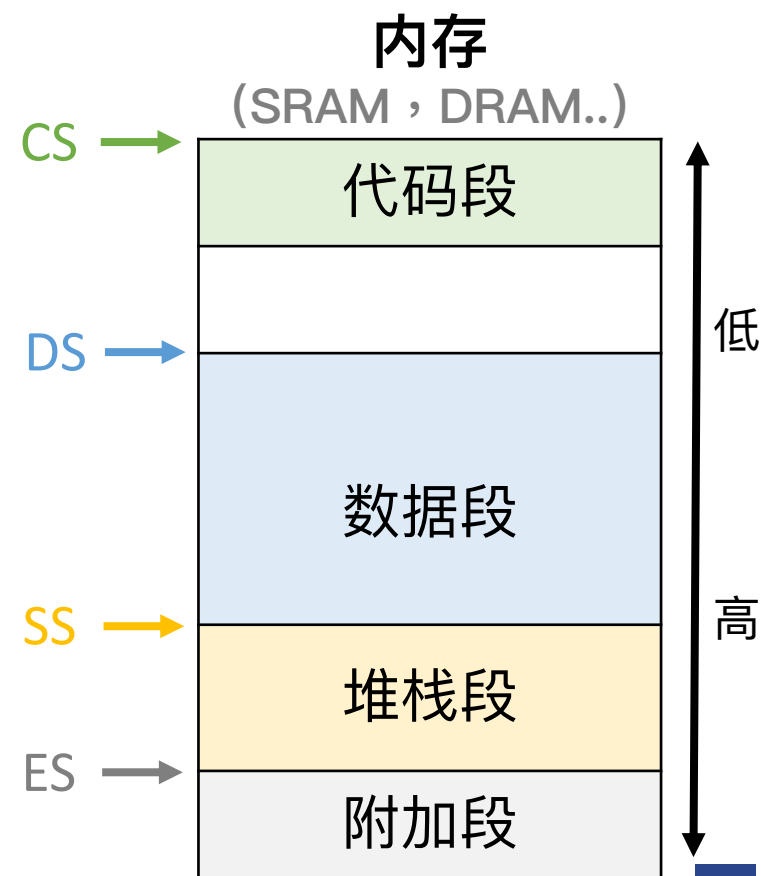 内存
(SRAM，DRAM..)
CS
代码段
低
DS
数据段
高
SS
堆栈段
ES
附加段